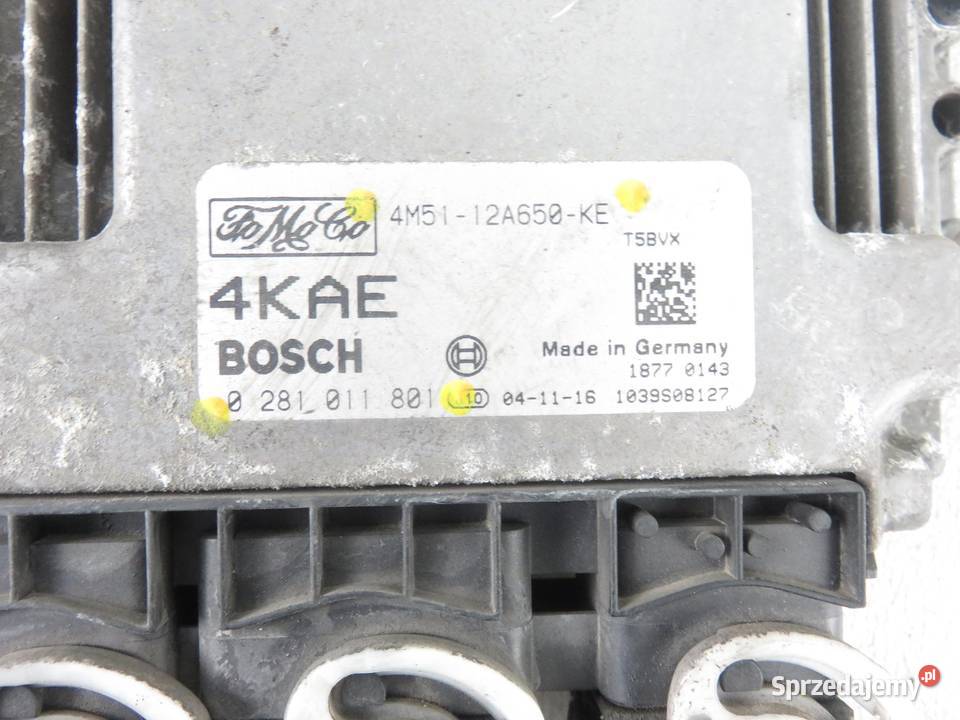 FoMoCo 4M51-12A650-KE
T5BVX
4KAE
BOSCH Made in Germany
1877 0143
0 281 011 801 10 04-11-16 1039S08127
Sprzedajemy.pl